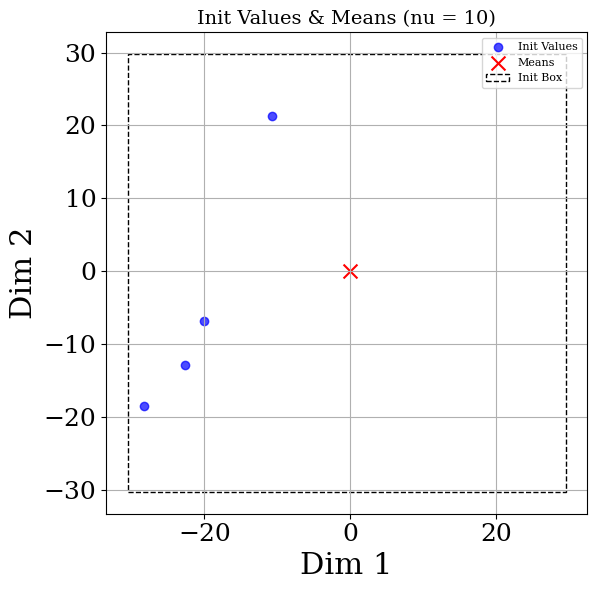 Init Values & Means (nu = 10)
Init Values
Means
Init Box
30
20
10
0
−10
−20
−30
Dim 2
−20
0
20
Dim 1